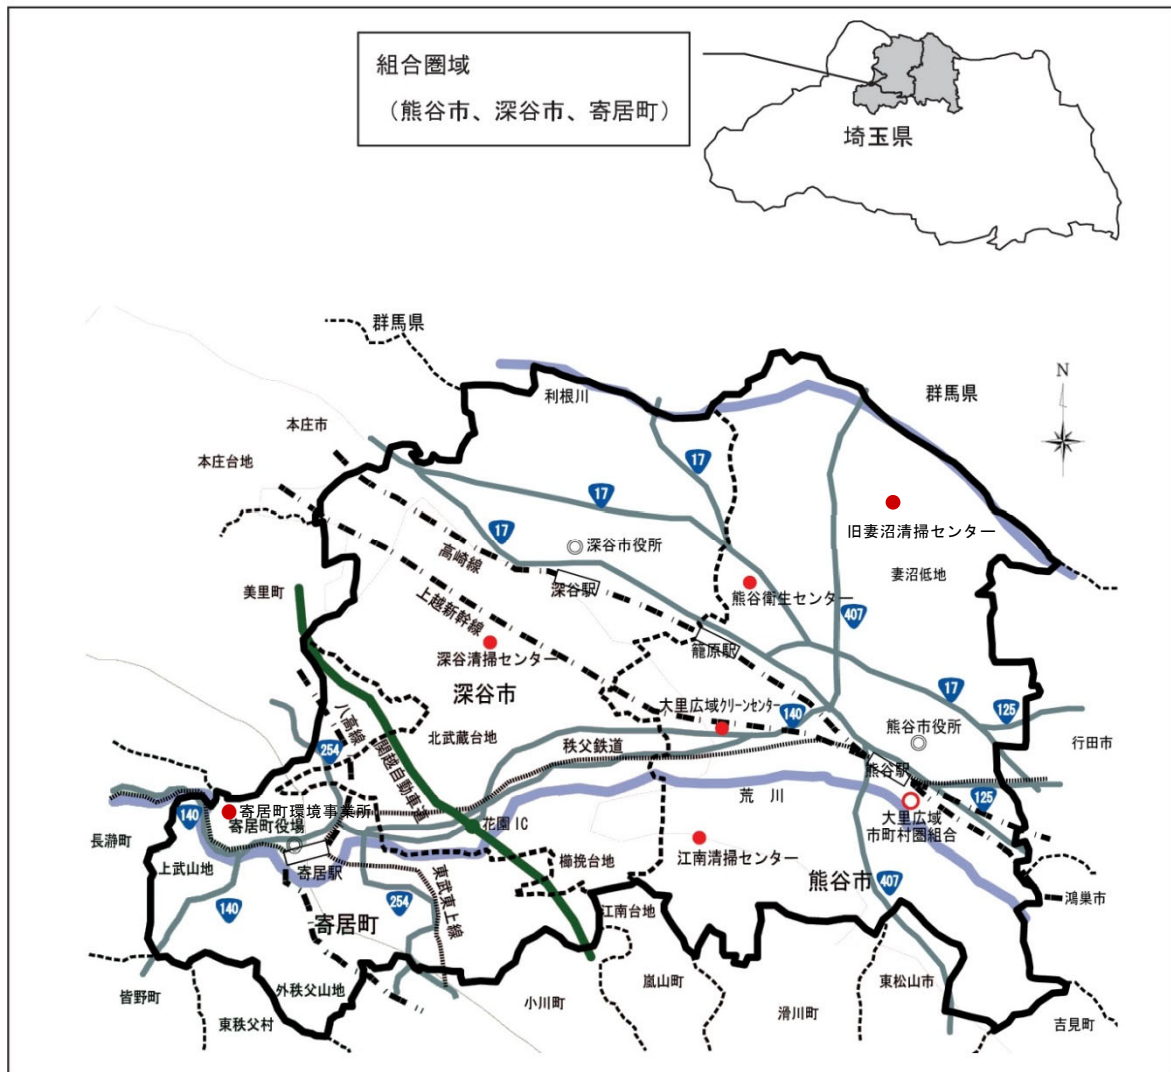 組合圏域
（熊谷市、深谷市、寄居町）
埼玉県
群馬県
利根川
群馬県
N
本庄市
本庄台地
17
17
17
旧妻沼清掃センター
深谷市役所
高崎線
妻沼低地
深谷駅
熊谷衛生センター
美里町
上越新幹線
407
籠原駅
深谷清掃センター
深谷市
大里広域クリーンセンター
17
140
125
八高線
北武蔵台地
秩父鉄道
熊谷市役所
行田市
254
関越自動車道
熊谷駅
荒川
125
寄居町環境事業所
140
寄居町役場
花園IC
大里広域
市町村圏組合
長瀞町
上武山地
寄居駅
櫛挽台地
江南清掃センター
熊谷市
東武東上線
407
鴻巣市
140
254
江南台地
寄居町
嵐山町
東松山市
外秩父山地
皆野町
小川町
滑川町
東秩父村
吉見町